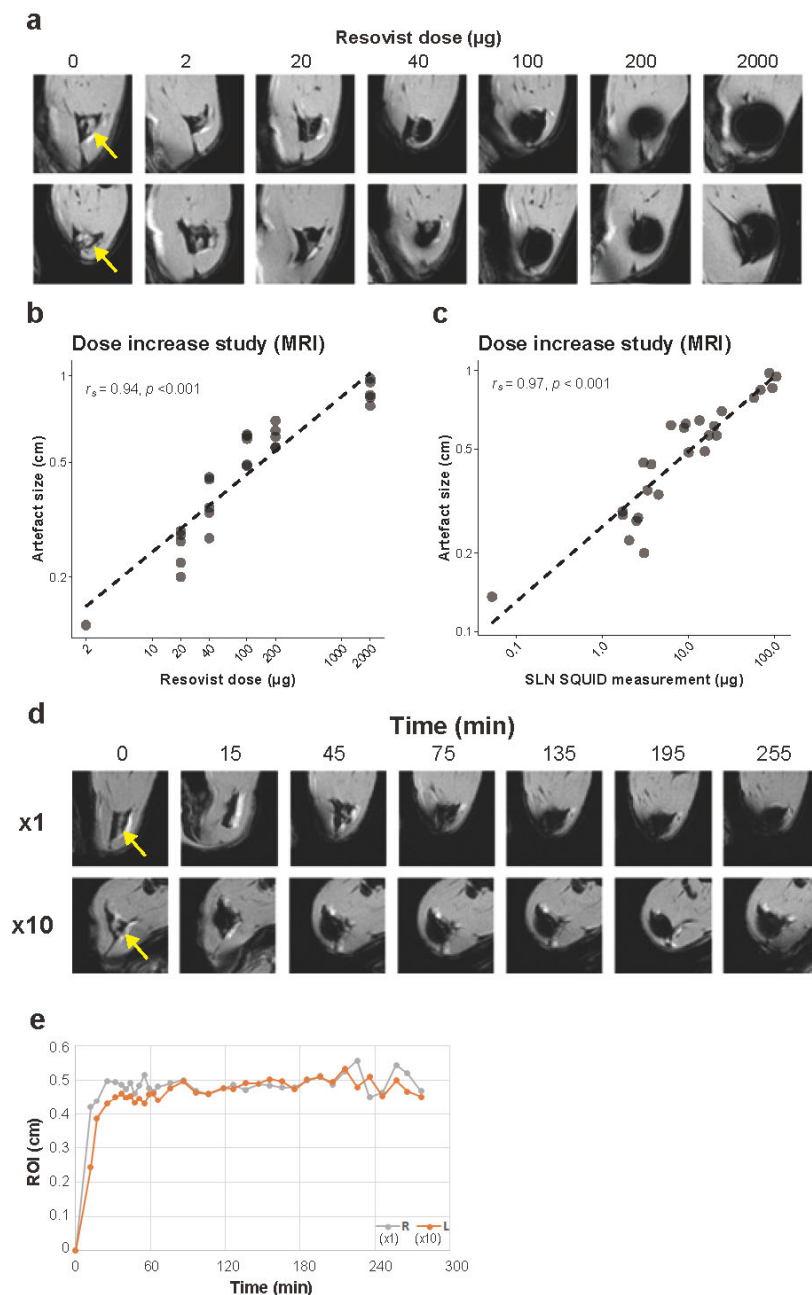 a
Resovist dose (µg)
0 2 20 40 100 200 2000
b
Dose increase study (MRI)
rs = 0.94, p <0.001
Artefact size (cm)
1
0.5
0.2
2 10 20 40 100 200 1000 2000
Resovist dose (µg)
c
Dose increase study (MRI)
rs = 0.97, p < 0.001
Artefact size (cm)
1
0.5
0.2
0.1
0.1 1.0 10.0 100.0
SLN SQUID measurement (µg)
d
Time (min)
0 15 45 75 135 195 255
x1
x10
e
ROI (cm)
0.6
0.5
0.4
0.3
0.2
0.1
0
0 60 120 180 240 300
R L
(x1) (x10)
Time (min)